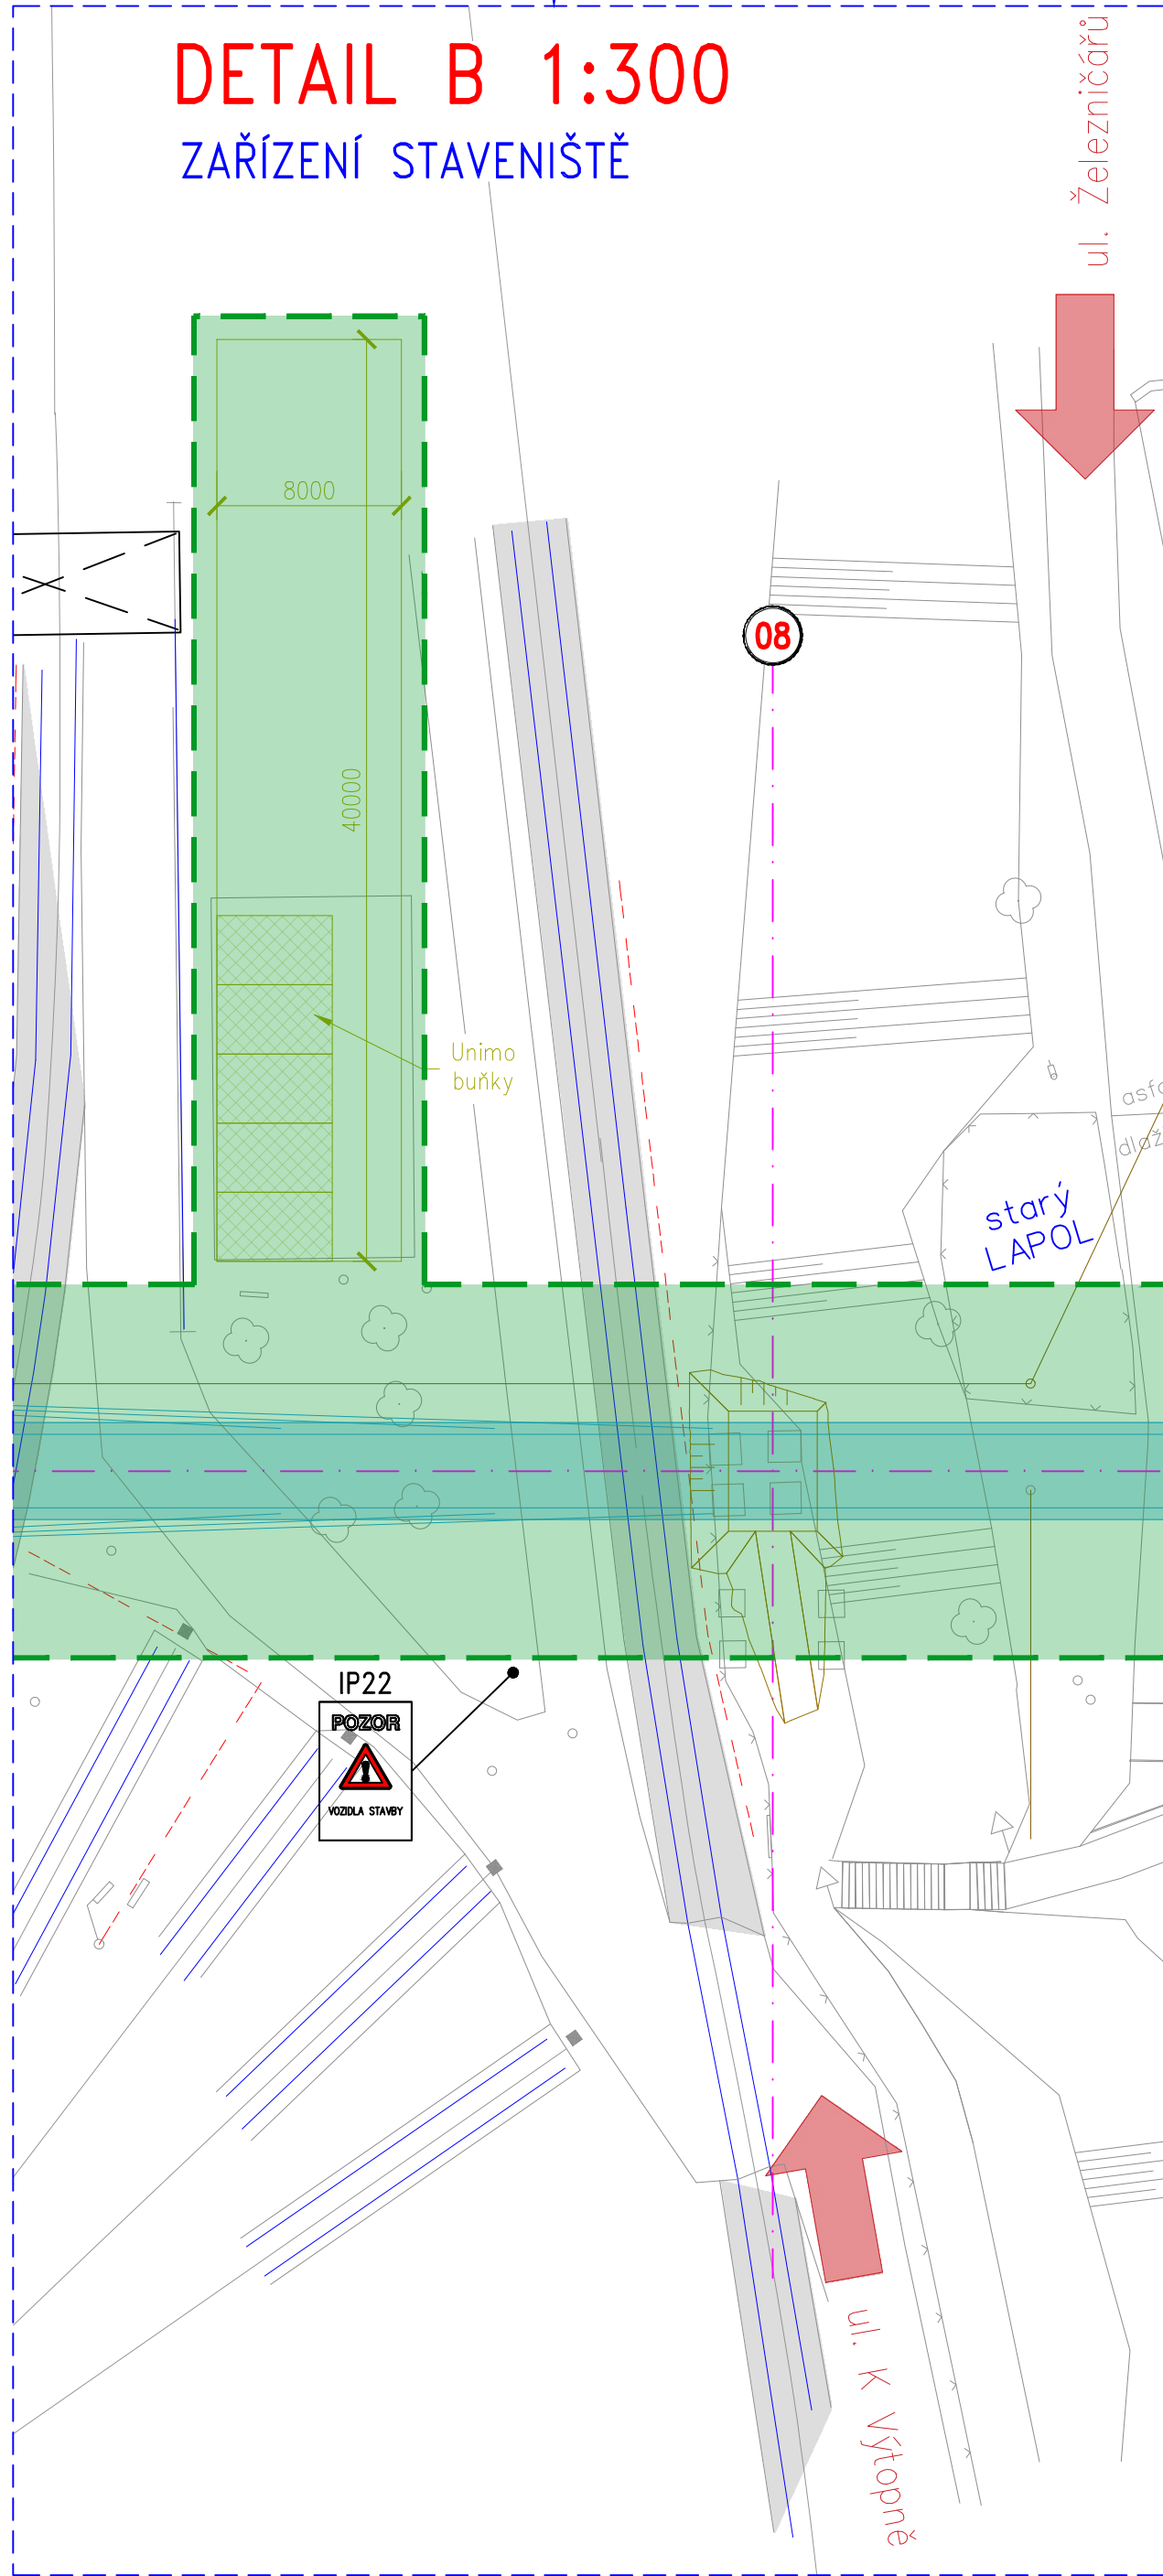 DETAIL B 1:300
ZAŘÍZENÍ STAVENIŠTĚ
ul. Železničářů
8000
08
40000
Unimo
buňky
starý
LAPOL
IP22
POZOR
VOZIDLA STAVBY
ul. K Výtopně